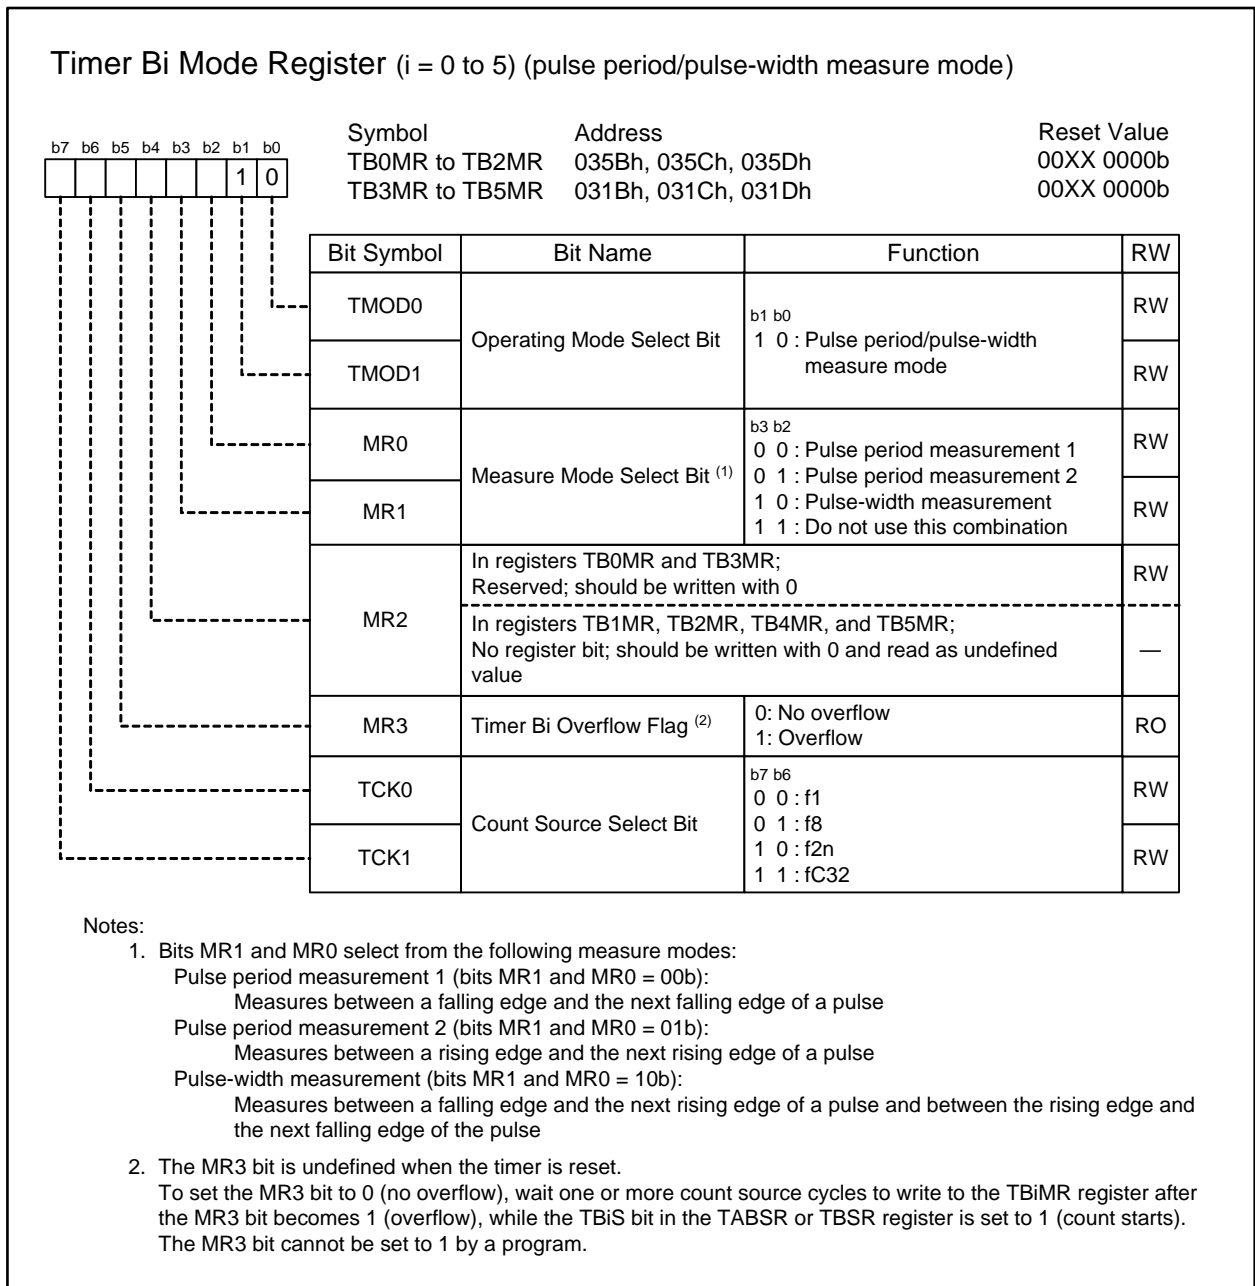 Timer Bi Mode Register (i = 0 to 5) (pulse period/pulse-width measure mode)
b7 b6 b5 b4 b3 b2 b1 b0
1 0
Symbol Address Reset Value
TB0MR to TB2MR 035Bh, 035Ch, 035Dh 00XX 0000b
TB3MR to TB5MR 031Bh, 031Ch, 031Dh 00XX 0000b
Bit Symbol Bit Name Function RW
TMOD0 RW
Operating Mode Select Bit
b1 b0
1 0 : Pulse period/pulse-width
measure mode
TMOD1 RW
MR0 RW
Measure Mode Select Bit (1)
b3 b2
0 0 : Pulse period measurement 1
0 1 : Pulse period measurement 2
1 0 : Pulse-width measurement
1 1 : Do not use this combination
MR1 RW
MR2
In registers TB0MR and TB3MR;
Reserved; should be written with 0
RW
In registers TB1MR, TB2MR, TB4MR, and TB5MR;
No register bit; should be written with 0 and read as undefined
value
—
MR3 Timer Bi Overflow Flag (2)
0: No overflow
1: Overflow
RO
TCK0 RW
Count Source Select Bit
b7 b6
0 0 : f1
0 1 : f8
1 0 : f2n
1 1 : fC32
TCK1 RW
Notes:
1. Bits MR1 and MR0 select from the following measure modes:
Pulse period measurement 1 (bits MR1 and MR0 = 00b):
Measures between a falling edge and the next falling edge of a pulse
Pulse period measurement 2 (bits MR1 and MR0 = 01b):
Measures between a rising edge and the next rising edge of a pulse
Pulse-width measurement (bits MR1 and MR0 = 10b):
Measures between a falling edge and the next rising edge of a pulse and between the rising edge and
the next falling edge of the pulse
2. The MR3 bit is undefined when the timer is reset.
To set the MR3 bit to 0 (no overflow), wait one or more count source cycles to write to the TBiMR register after
the MR3 bit becomes 1 (overflow), while the TBiS bit in the TABSR or TBSR register is set to 1 (count starts).
The MR3 bit cannot be set to 1 by a program.